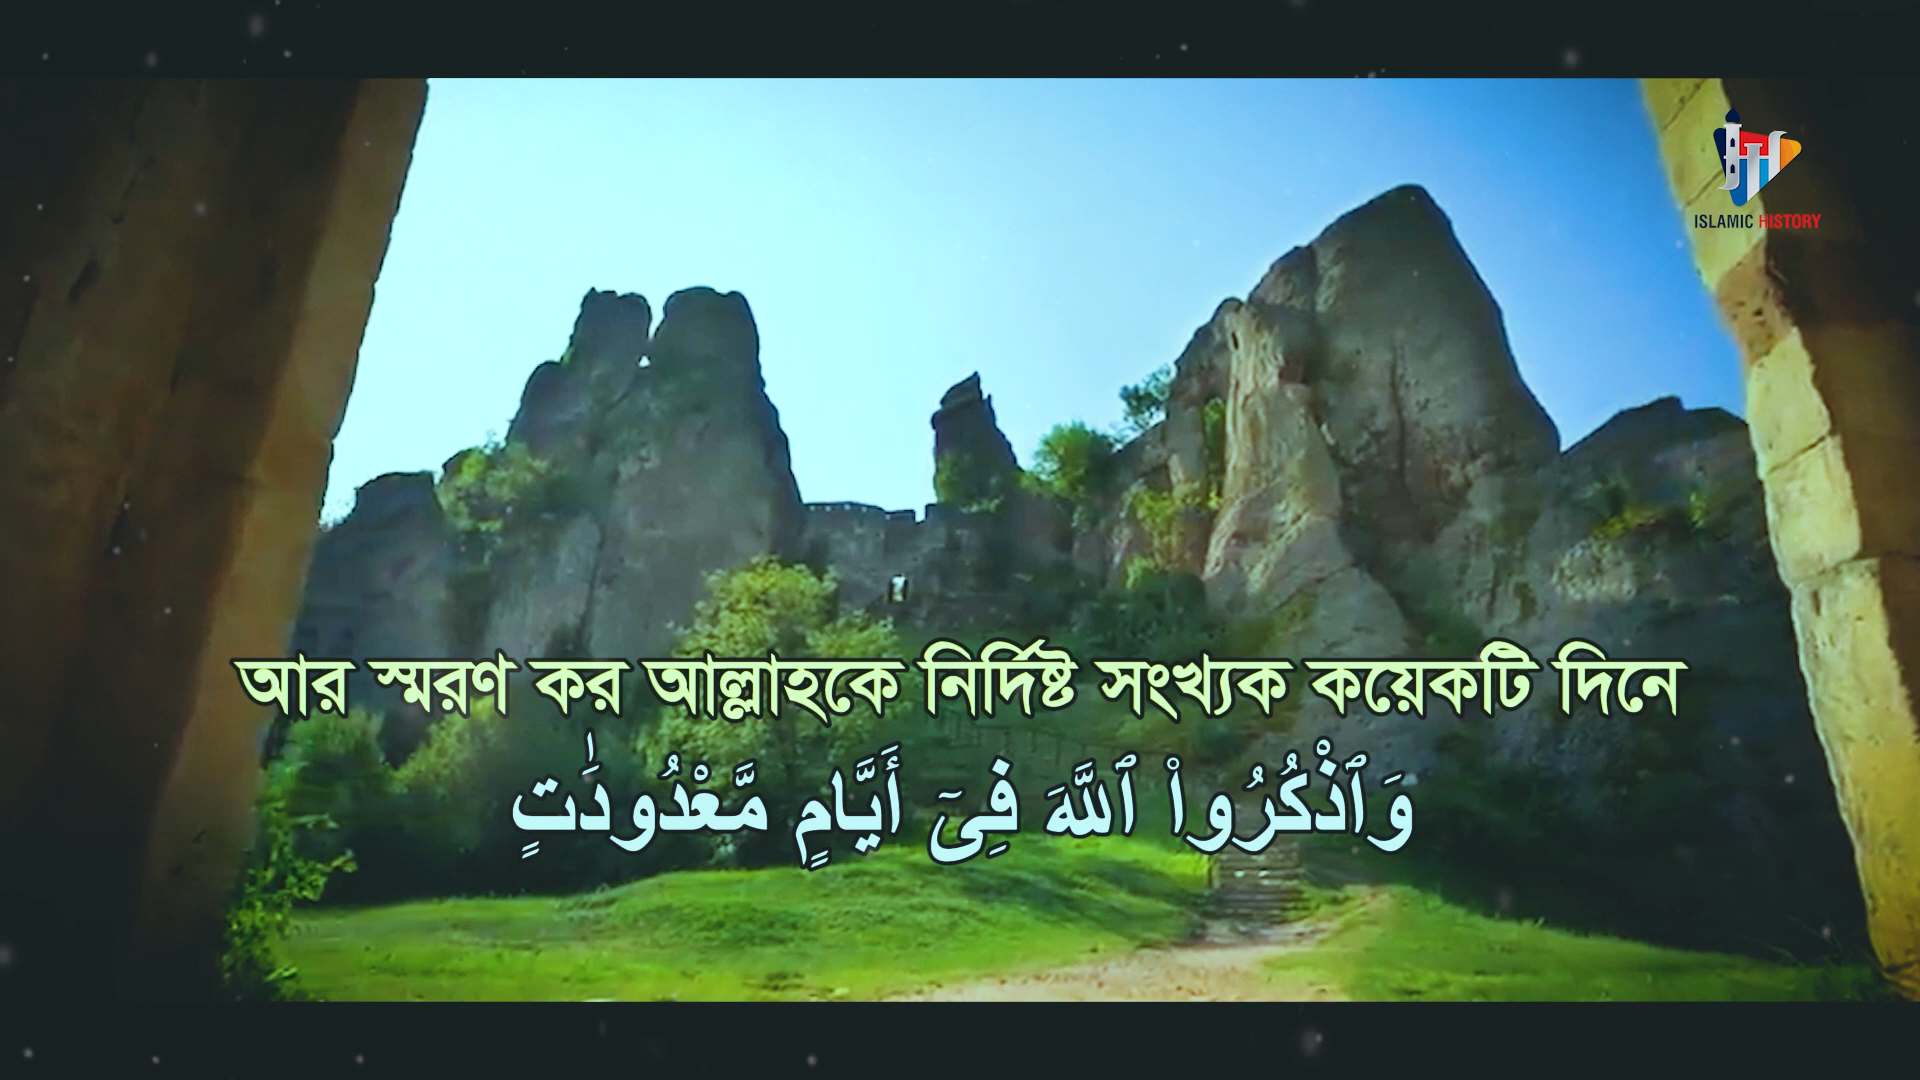 ISLAMIC HISTORY
আর স্মরণ কর আল্লাহকে নির্দিষ্ট সংখ্যক কয়েকটি দিনে
وَٱذْكُرُوا۟ ٱللَّهَ فِىٓ أَيَّامٍ مَّعْدُودَٰتٍ